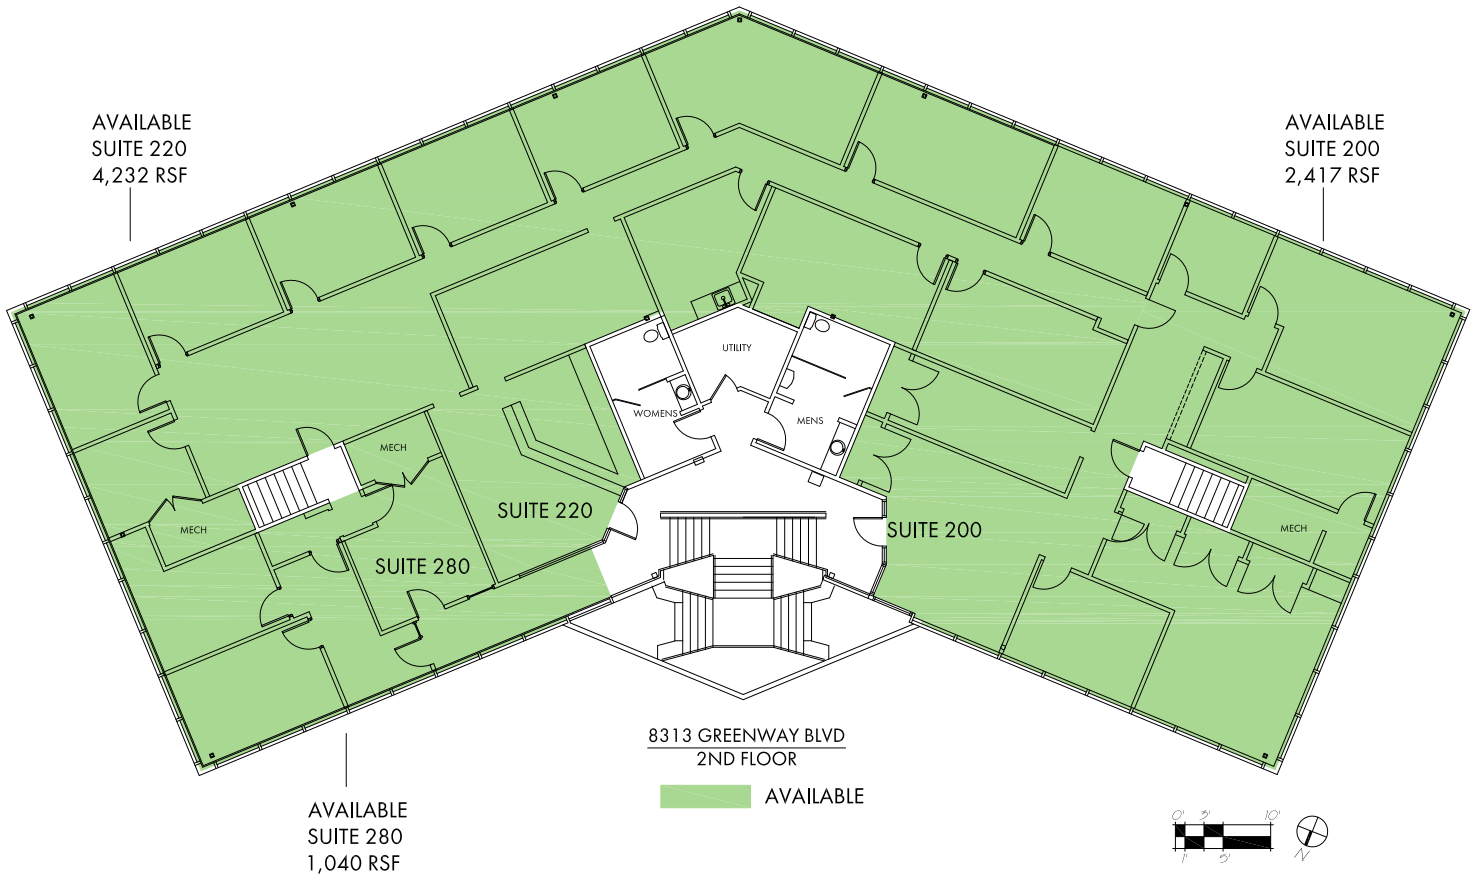 AVAILABLE
SUITE 220
4,232 RSF
AVAILABLE
SUITE 200
2,417 RSF
UTILITY
WOMENS
MENS
MECH
MECH
MECH
SUITE 220
SUITE 200
SUITE 280
8313 GREENWAY BLVD
2ND FLOOR
AVAILABLE
AVAILABLE
SUITE 280
1,040 RSF
0' 3' 10'
1' 5'
N